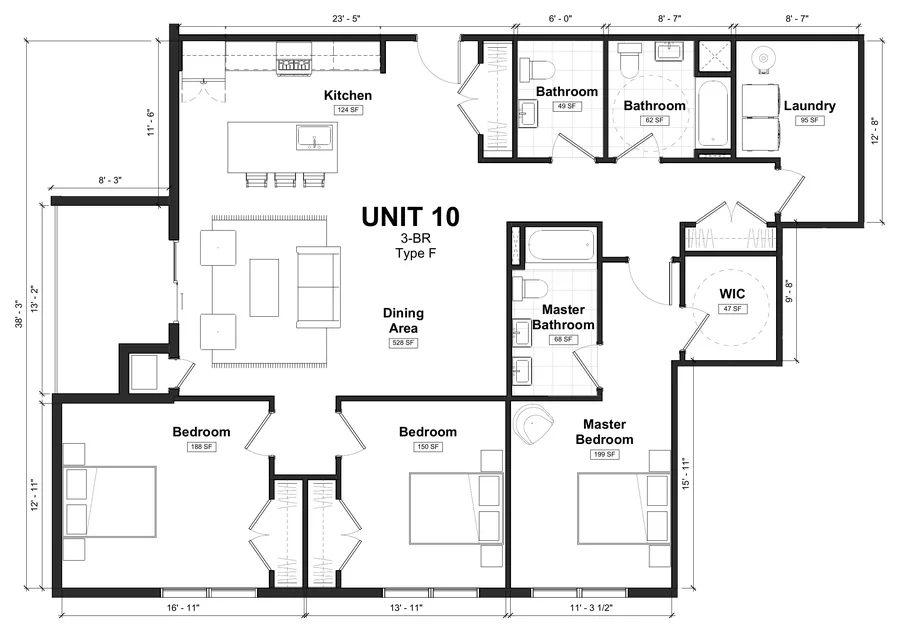 23' - 5"
6' - 0"
8' - 7"
8' - 7"
Kitchen
124 SF
Bathroom
49 SF
Bathroom
62 SF
Laundry
95 SF
11' - 6"
12' - 8"
8' - 3"
UNIT 10
3-BR
Type F
38' - 3"
13' - 2"
Dining
Area
528 SF
Master
Bathroom
68 SF
WIC
47 SF
9' - 8"
Bedroom
188 SF
Bedroom
150 SF
Master
Bedroom
199 SF
12' - 11"
15' - 11"
16' - 11"
13' - 11"
11' - 3 1/2"